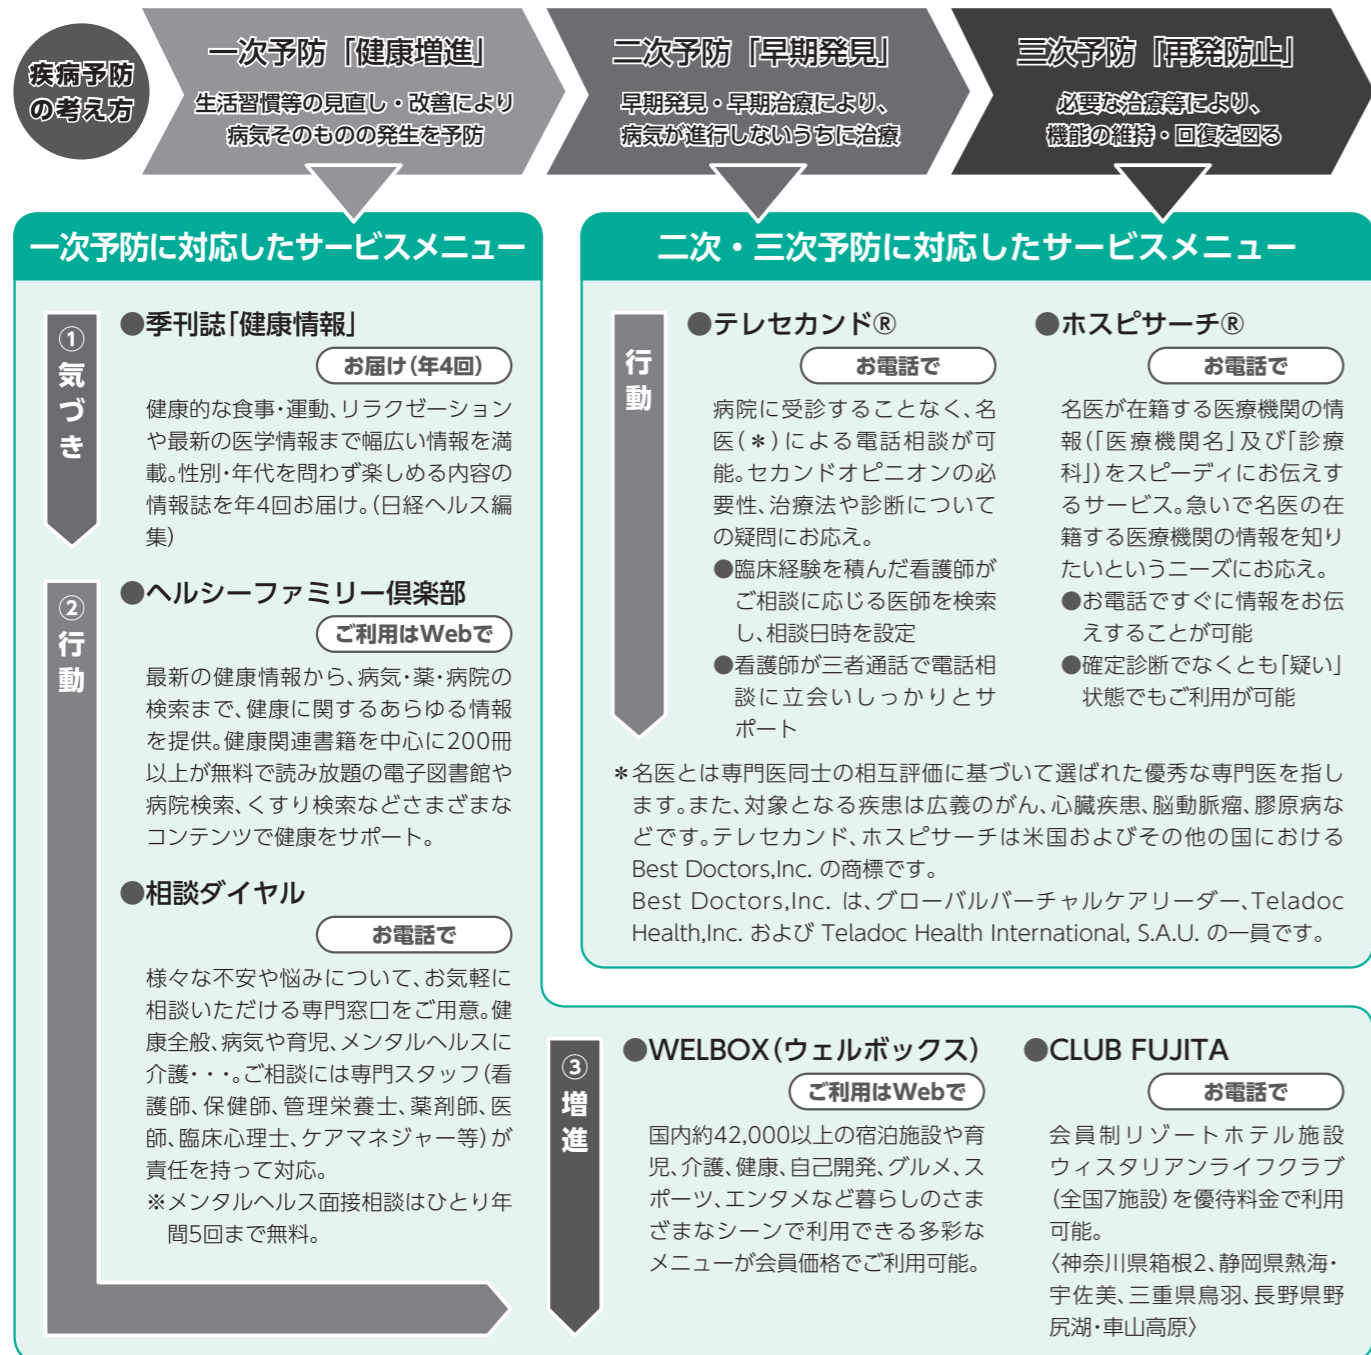 疾病予防
の考え方
一次予防「健康増進」
生活習慣等の見直し・改善により
病気そのものの発生を予防
二次予防「早期発見」
早期発見・早期治療により、
病気が進行しないうちに治療
三次予防「再発防止」
必要な治療等により、
機能の維持・回復を図る
一次予防に対応したサービスメニュー
①気づき
●季刊誌「健康情報」
お届け(年4回)
健康的な食事・運動、リラクゼーション
や最新の医学情報まで幅広い情報を満
載。性別・年代を問わず楽しめる内容の
情報誌を年4回お届け。(日経ヘルス編
集)
②行動
●ヘルシーファミリー倶楽部
ご利用はWebで
最新の健康情報から、病気・薬・病院の
検索まで、健康に関するあらゆる情報
を提供。健康関連書籍を中心に200冊
以上が無料で読み放題の電子図書館や
病院検索、くすり検索などさまざまな
コンテンツで健康をサポート。
●相談ダイヤル
お電話で
様々な不安や悩みについて、お気軽に
相談いただける専門窓口をご用意。健
康全般、病気や育児、メンタルヘルスに
介護・・・。ご相談には専門スタッフ(看
護師、保健師、管理栄養士、薬剤師、医
師、臨床心理士、ケアマネジャー等)が
責任を持って対応。
※メンタルヘルス面接相談はひとり年
間5回まで無料。
二次・三次予防に対応したサービスメニュー
行動
●テレセカンド®
お電話で
病院に受診することなく、名
医(＊)による電話相談が可
能。セカンドオピニオンの必
要性、治療法や診断について
の疑問にお応え。
●臨床経験を積んだ看護師が
ご相談に応じる医師を検索
し、相談日時を設定
●看護師が三者通話で電話相
談に立会いしっかりとサ
ポート
●ホスピサーチ®
お電話で
名医が在籍する医療機関の情
報(「医療機関名」及び「診療
科」)をスピーディにお伝えす
るサービス。急いで名医の在
籍する医療機関の情報を知り
たいというニーズにお応え。
●お電話ですぐに情報をお伝
えすることが可能
●確定診断でなくとも「疑い」
状態でもご利用が可能
＊名医とは専門医同士の相互評価に基づいて選ばれた優秀な専門医を指し
ます。また、対象となる疾患は広義のがん、心臓疾患、脳動脈瘤、膠原病な
どです。テレセカンド、ホスピサーチは米国およびその他の国における
Best Doctors,Inc. の商標です。
Best Doctors,Inc. は、グローバルバーチャルケアリーダー、Teladoc
Health,Inc. および Teladoc Health International, S.A.U. の一員です。
③増進
●WELBOX(ウェルボックス)
ご利用はWebで
国内約42,000以上の宿泊施設や育
児、介護、健康、自己開発、グルメ、ス
ポーツ、エンタメなど暮らしのさま
ざまなシーンで利用できる多彩な
メニューが会員価格でご利用可能。
●CLUB FUJITA
お電話で
会員制リゾートホテル施設
ウィスタリアンライフクラブ
(全国7施設)を優待料金で利用
可能。
〈神奈川県箱根2、静岡県熱海・
宇佐美、三重県鳥羽、長野県野
尻湖・車山高原〉